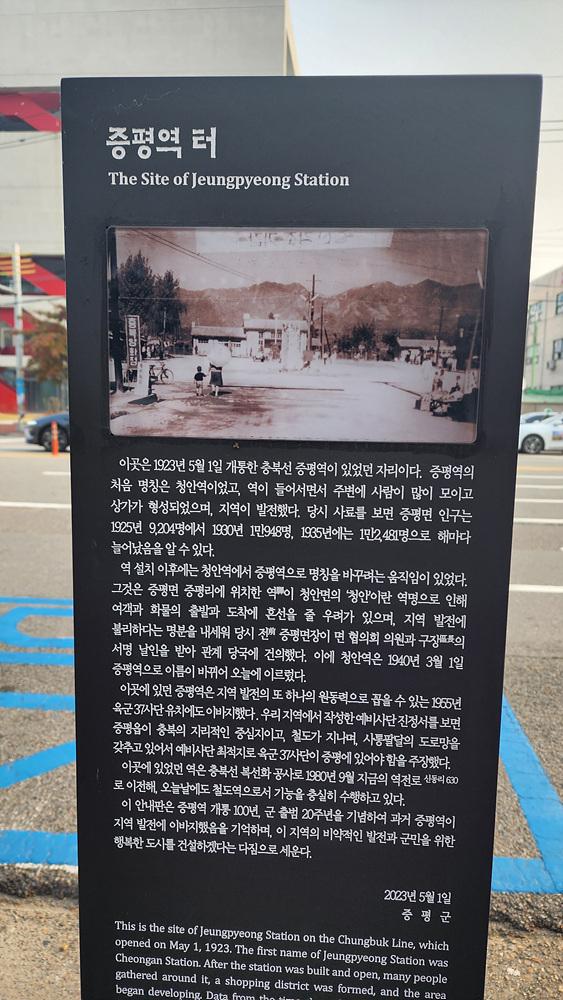 증평역 터
The Site of Jeungpyeong Station
이곳은 1923년 5월 1일 개통한 충북선 증평역이 있었던 자리이다. 증평역의
처음 명칭은 청안역이었고, 역이 들어서면서 주변에 사람이 많이 모이고
상가가 형성되었으며, 지역이 발전했다. 당시 사료를 보면 증평면 인구는
1925년 9,204명에서 1930년 1만948명, 1935년에는 1만2,481명으로 해마다
늘어났음을 알 수 있다.
역 설치 이후에는 청안역에서 증평역으로 명칭을 바꾸려는 움직임이 있었다.
그것은 증평면 증평리에 위치한 역이 청안면의 '청안'이란 역명으로 인해
여객과 화물의 출발과 도착에 혼선을 줄 우려가 있으며, 지역 발전에
불리하다는 명분을 내세워 당시 전 증평면장이 면 협의회 의원과 구장의
서명 날인을 받아 관계 당국에 건의했다. 이에 청안역은 1940년 3월 1일
증평역으로 이름이 바뀌어 오늘에 이르렀다.
이곳에 있던 증평역은 지역 발전의 또 하나의 원동력으로 꼽을 수 있는 1955년
육군 37사단 유치에도 이바지했다. 우리 지역에서 작성한 예비사단 진정서를 보면
증평읍이 충북의 지리적인 중심지이고, 철도가 지나며, 사통팔달의 도로망을
갖추고 있어서 예비사단 최적지로 육군 37사단이 증평에 있어야 함을 주장했다.
이곳에 있었던 역은 충북선 복선화 공사로 1980년 9월 지금의 역전로 신동리 630
로 이전해, 오늘날에도 철도역으로서 기능을 충실히 수행하고 있다.
이 안내판은 증평역 개통 100년, 군 출범 20주년을 기념하여 과거 증평역이
지역 발전에 이바지했음을 기억하며, 이 지역의 비약적인 발전과 군민을 위한
행복한 도시를 건설하겠다는 다짐으로 세운다.
2023년 5월 1일
증 평 군
This is the site of Jeungpyeong Station on the Chungbuk Line, which
opened on May 1, 1923. The first name of Jeungpyeong Station was
Cheongan Station. After the station was built and open, many people
gathered around it, a shopping district was formed, and the area
began developing. Data from the